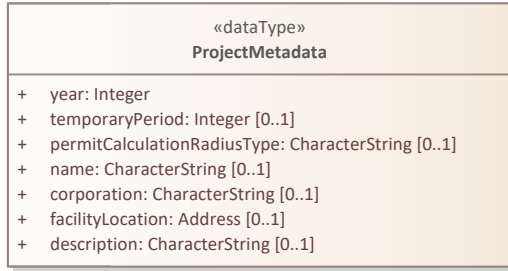 «dataType»
ProjectMetadata
+ year: Integer
+ temporaryPeriod: Integer [0..1]
+ permitCalculationRadiusType: CharacterString [0..1]
+ name: CharacterString [0..1]
+ corporation: CharacterString [0..1]
+ facilityLocation: Address [0..1]
+ description: CharacterString [0..1]